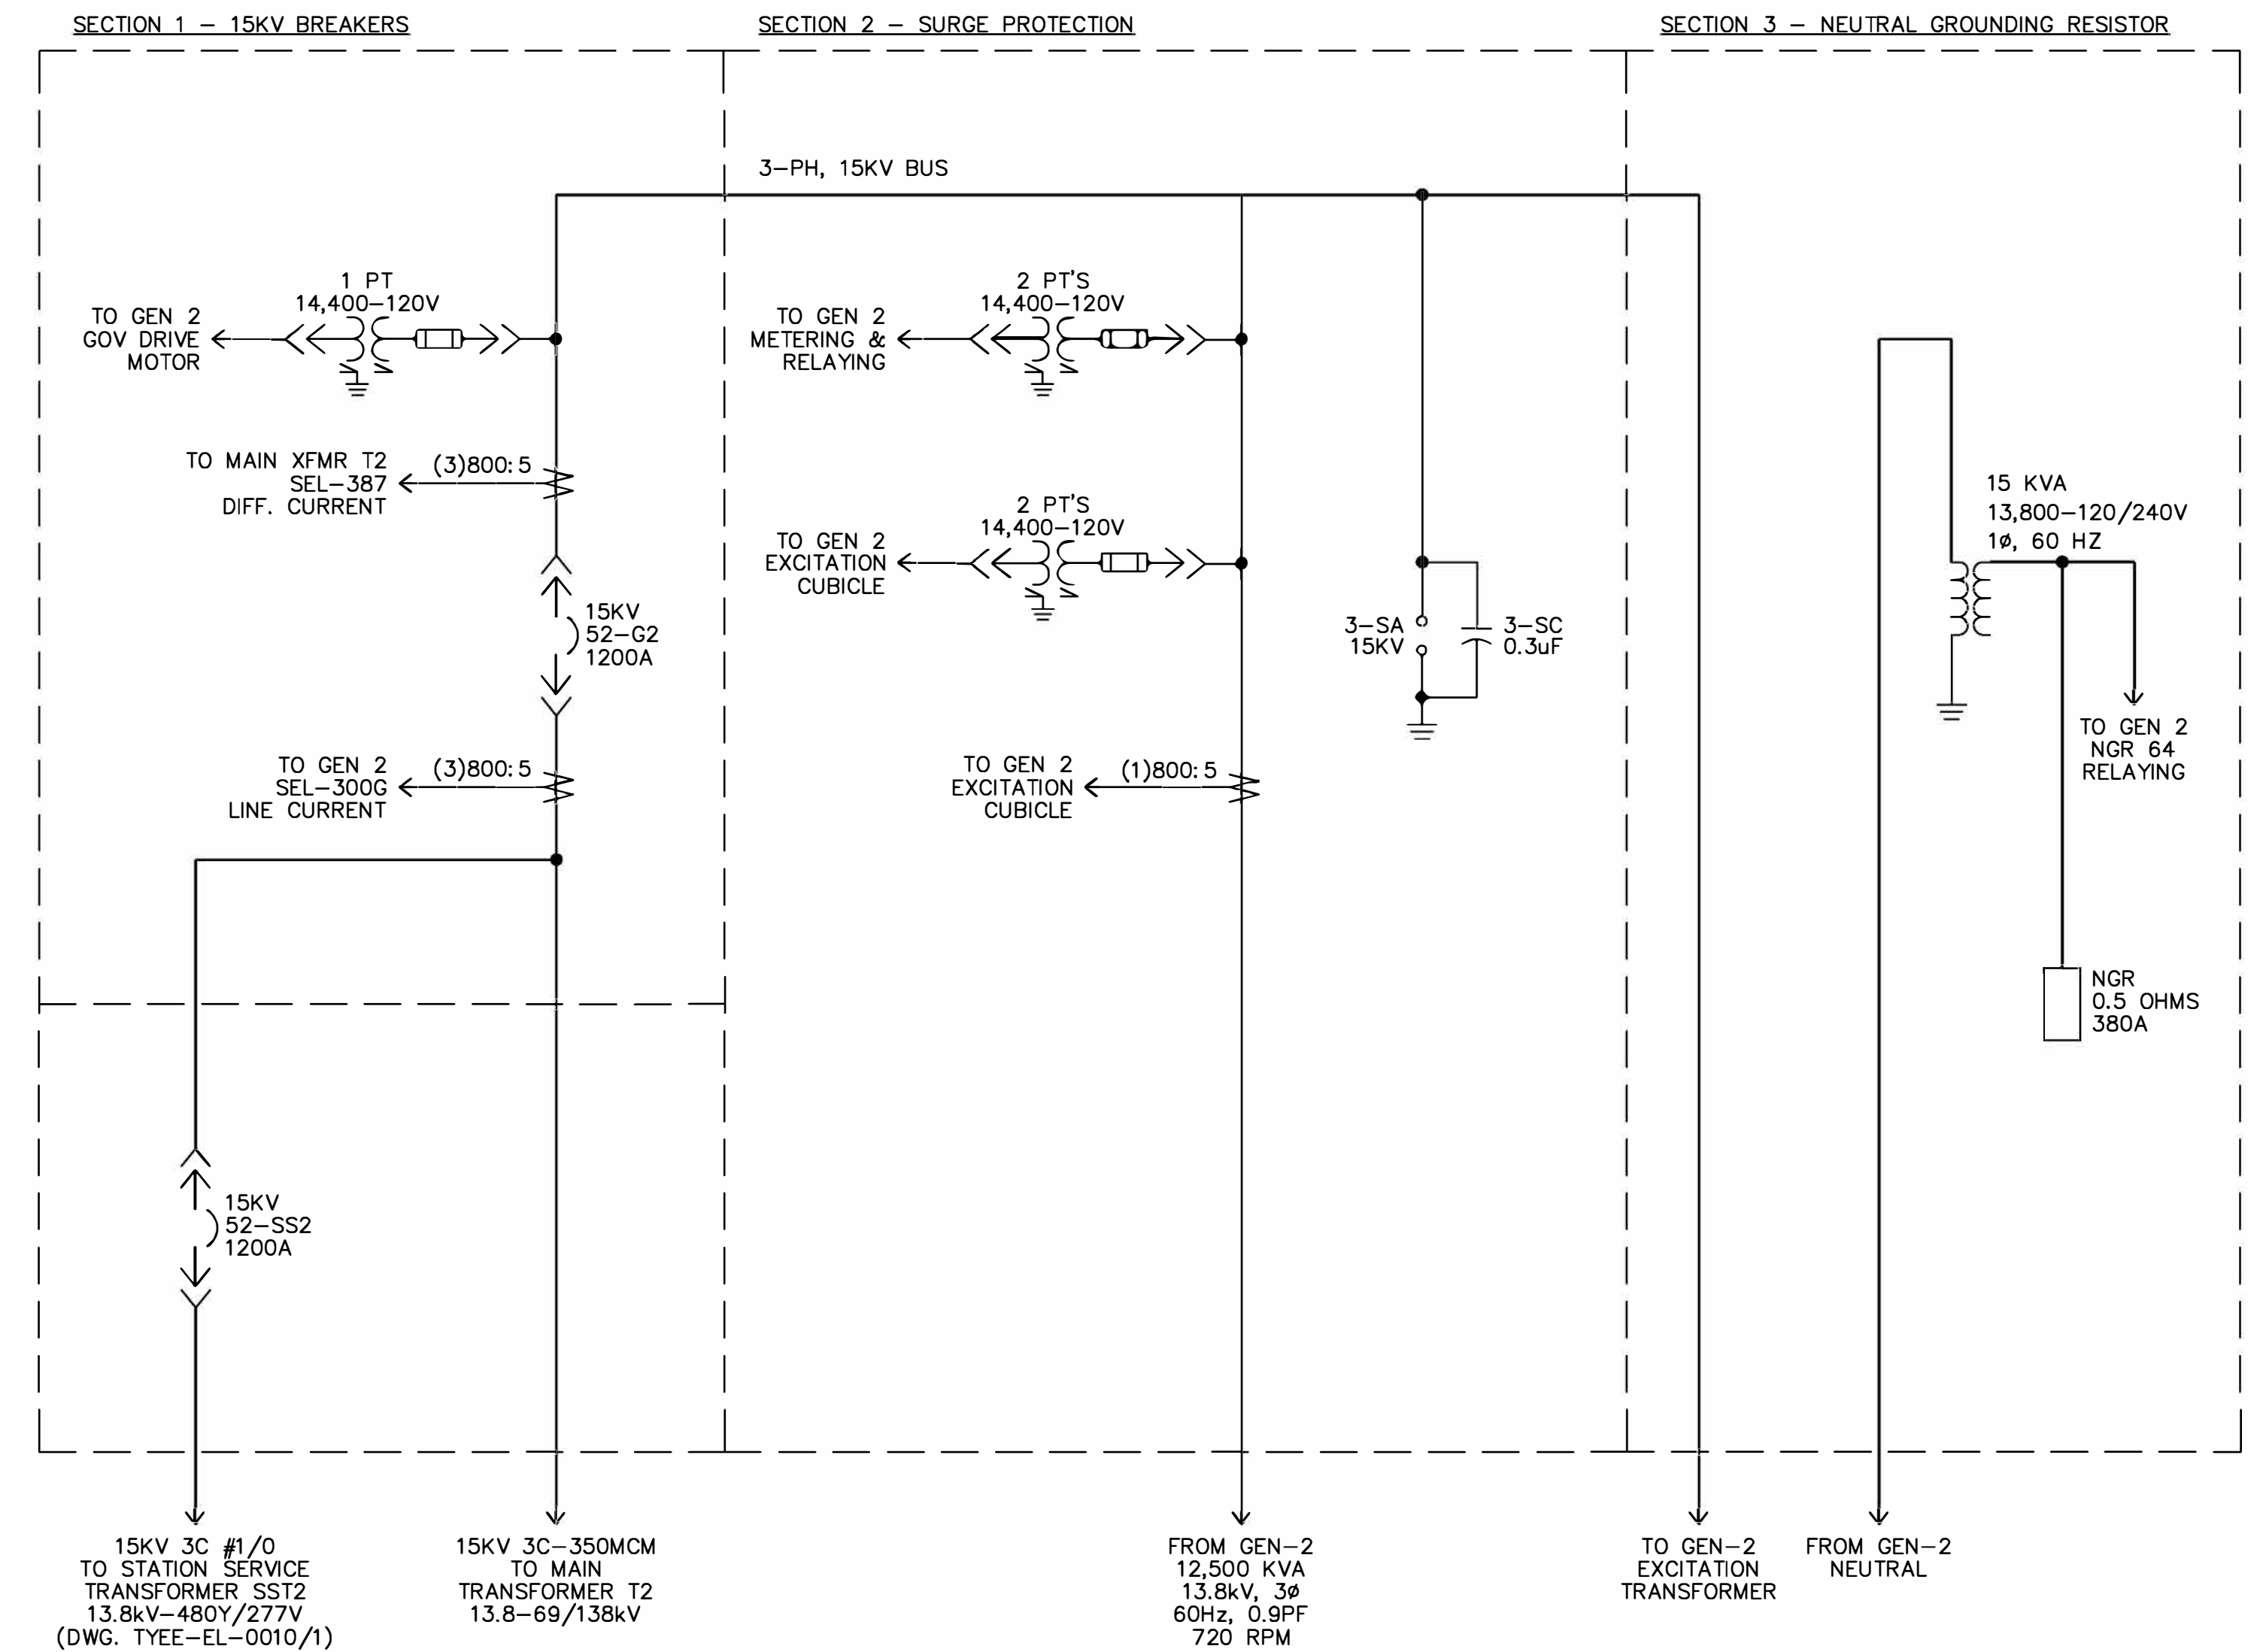 SECTION 1 – 15KV BREAKERS
SECTION 2 – SURGE PROTECTION
SECTION 3 – NEUTRAL GROUNDING RESISTOR
3–PH, 15KV BUS
1 PT
14,400–120V
TO GEN 2
GOV DRIVE
MOTOR
TO MAIN XFMR T2
SEL–387
DIFF. CURRENT
(3)800:5
15KV
52–G2
1200A
TO GEN 2
SEL–300G
LINE CURRENT
(3)800:5
15KV
52–SS2
1200A
2 PT'S
14,400–120V
TO GEN 2
METERING &
RELAYING
2 PT'S
14,400–120V
TO GEN 2
EXCITATION
CUBICLE
3–SA
15KV
3–SC
0.3uF
TO GEN 2
EXCITATION
CUBICLE
(1)800:5
15 KVA
13,800–120/240V
1ø, 60 HZ
TO GEN 2
NGR 64
RELAYING
NGR
0.5 OHMS
380A
15KV 3C #1/0
TO STATION SERVICE
TRANSFORMER SST2
13.8kV–480Y/277V
(DWG. TYEE–EL–0010/1)
15KV 3C–350MCM
TO MAIN
TRANSFORMER T2
13.8–69/138kV
FROM GEN–2
12,500 KVA
13.8kV, 3ø
60Hz, 0.9PF
720 RPM
TO GEN–2
EXCITATION
TRANSFORMER
FROM GEN–2
NEUTRAL